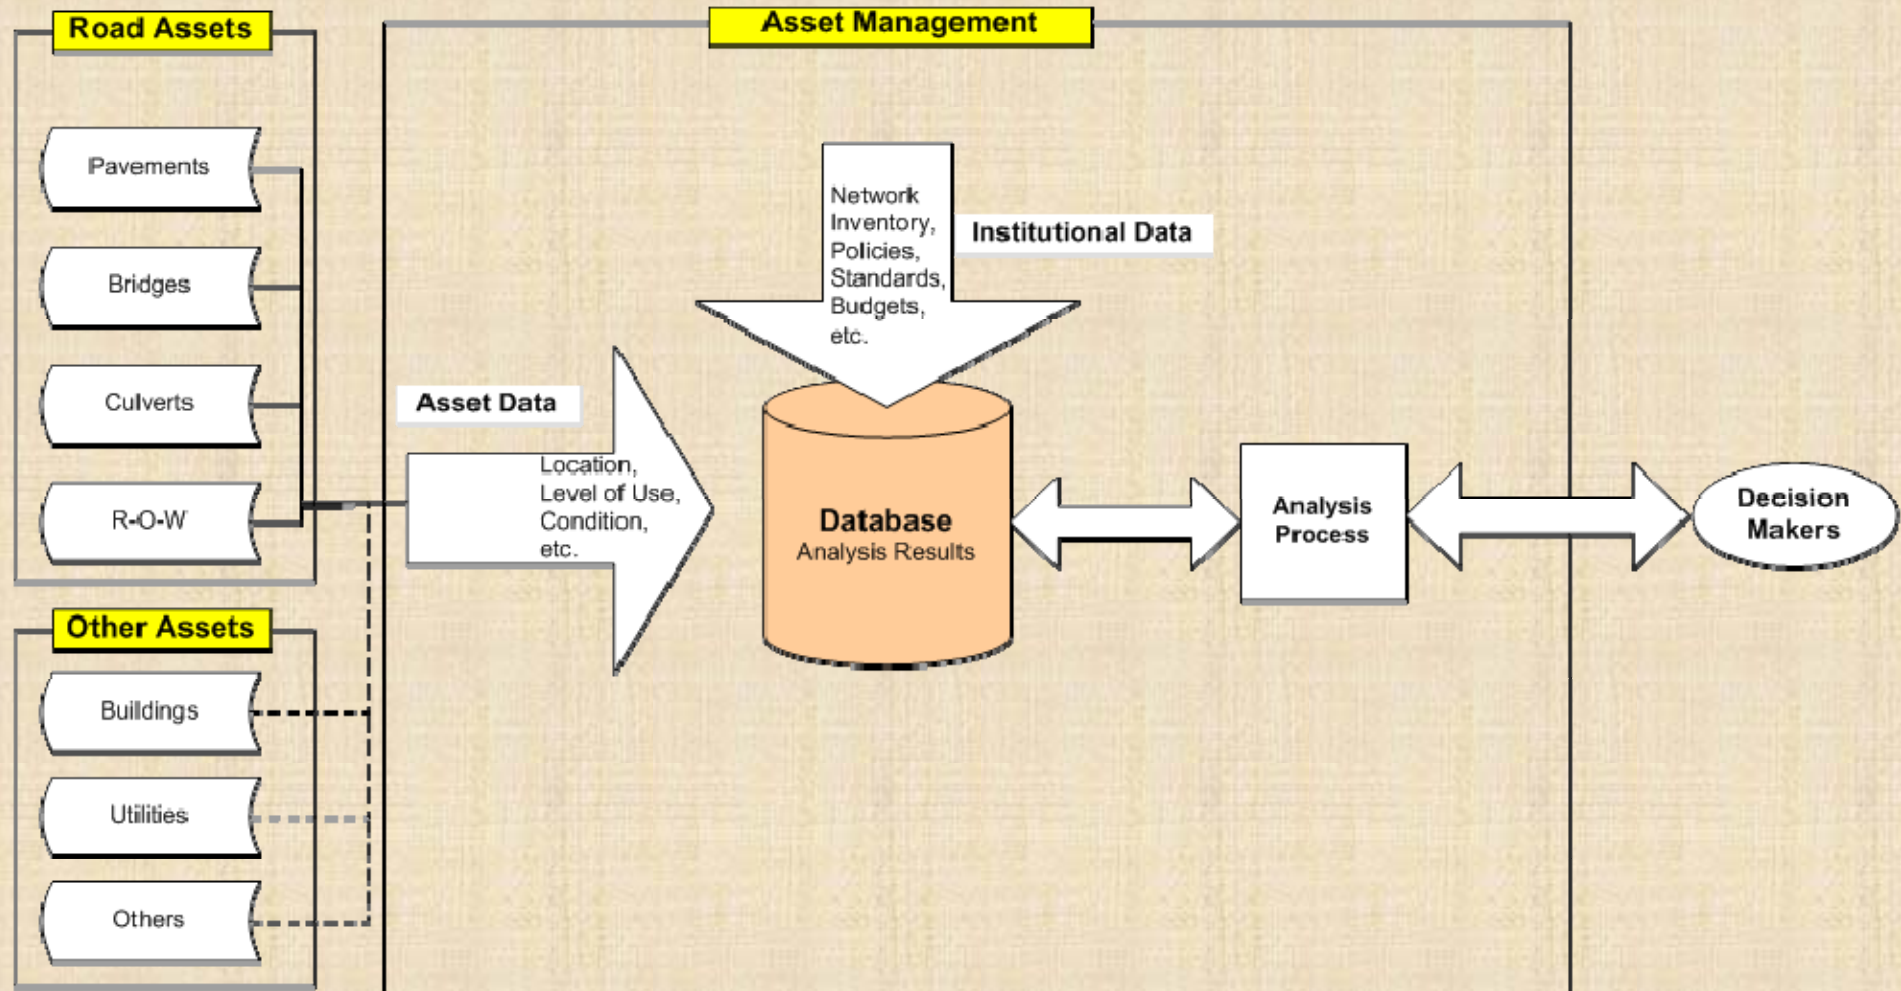 Road Assets
Pavements
Bridges
Culverts
R-O-W
Other Assets
Buildings
Utilities
Others
Asset Management
Network
Inventory,
Policies,
Standards,
Budgets,
etc.
Institutional Data
Asset Data
Location,
Level of Use,
Condition,
etc.
Database
Analysis Results
Analysis
Process
Decision
Makers